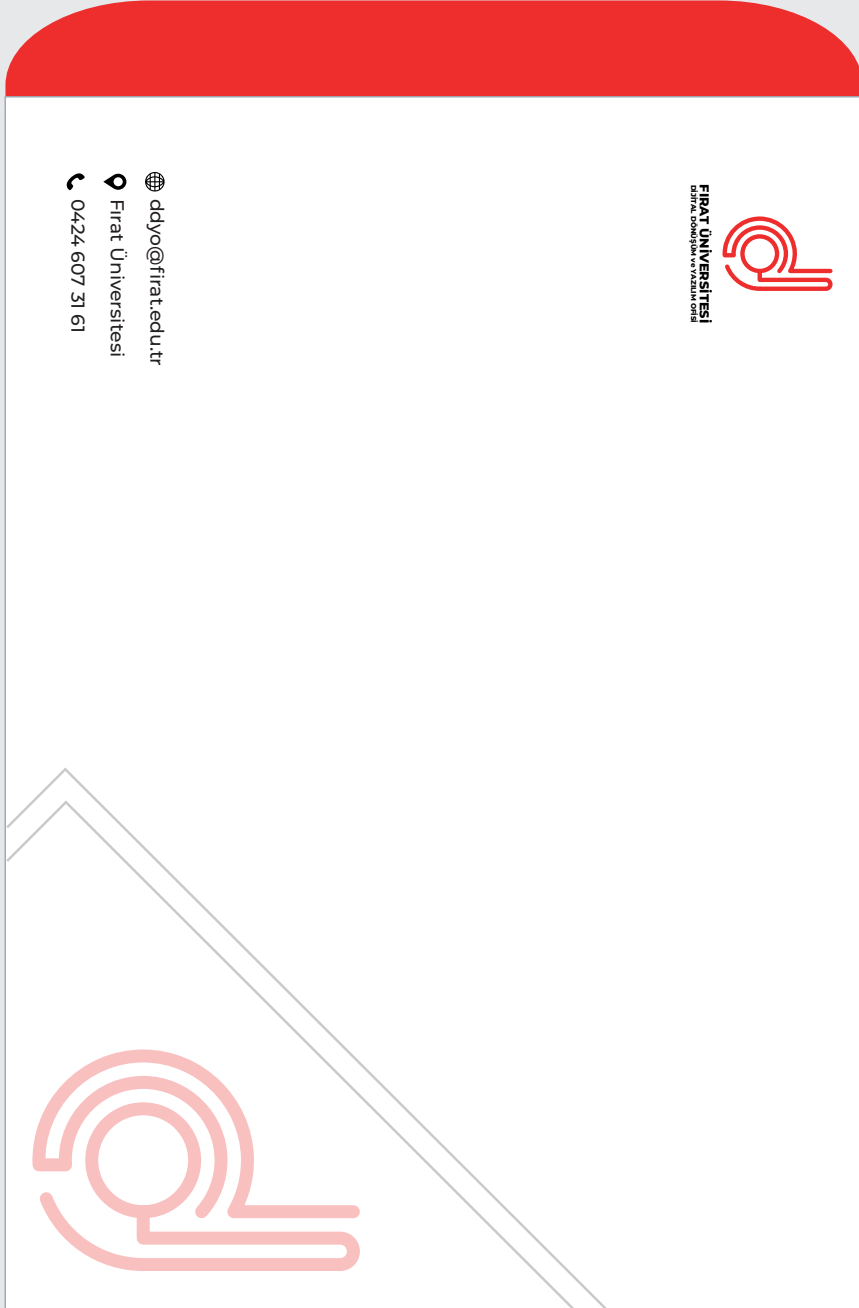 FIRAT ÜNİVERSİTESİ
DİJİTAL DÖNÜŞÜM ve YAZILIM OFİSİ
ddyo@firat.edu.tr
Fırat Üniversitesi
0424 607 31 61